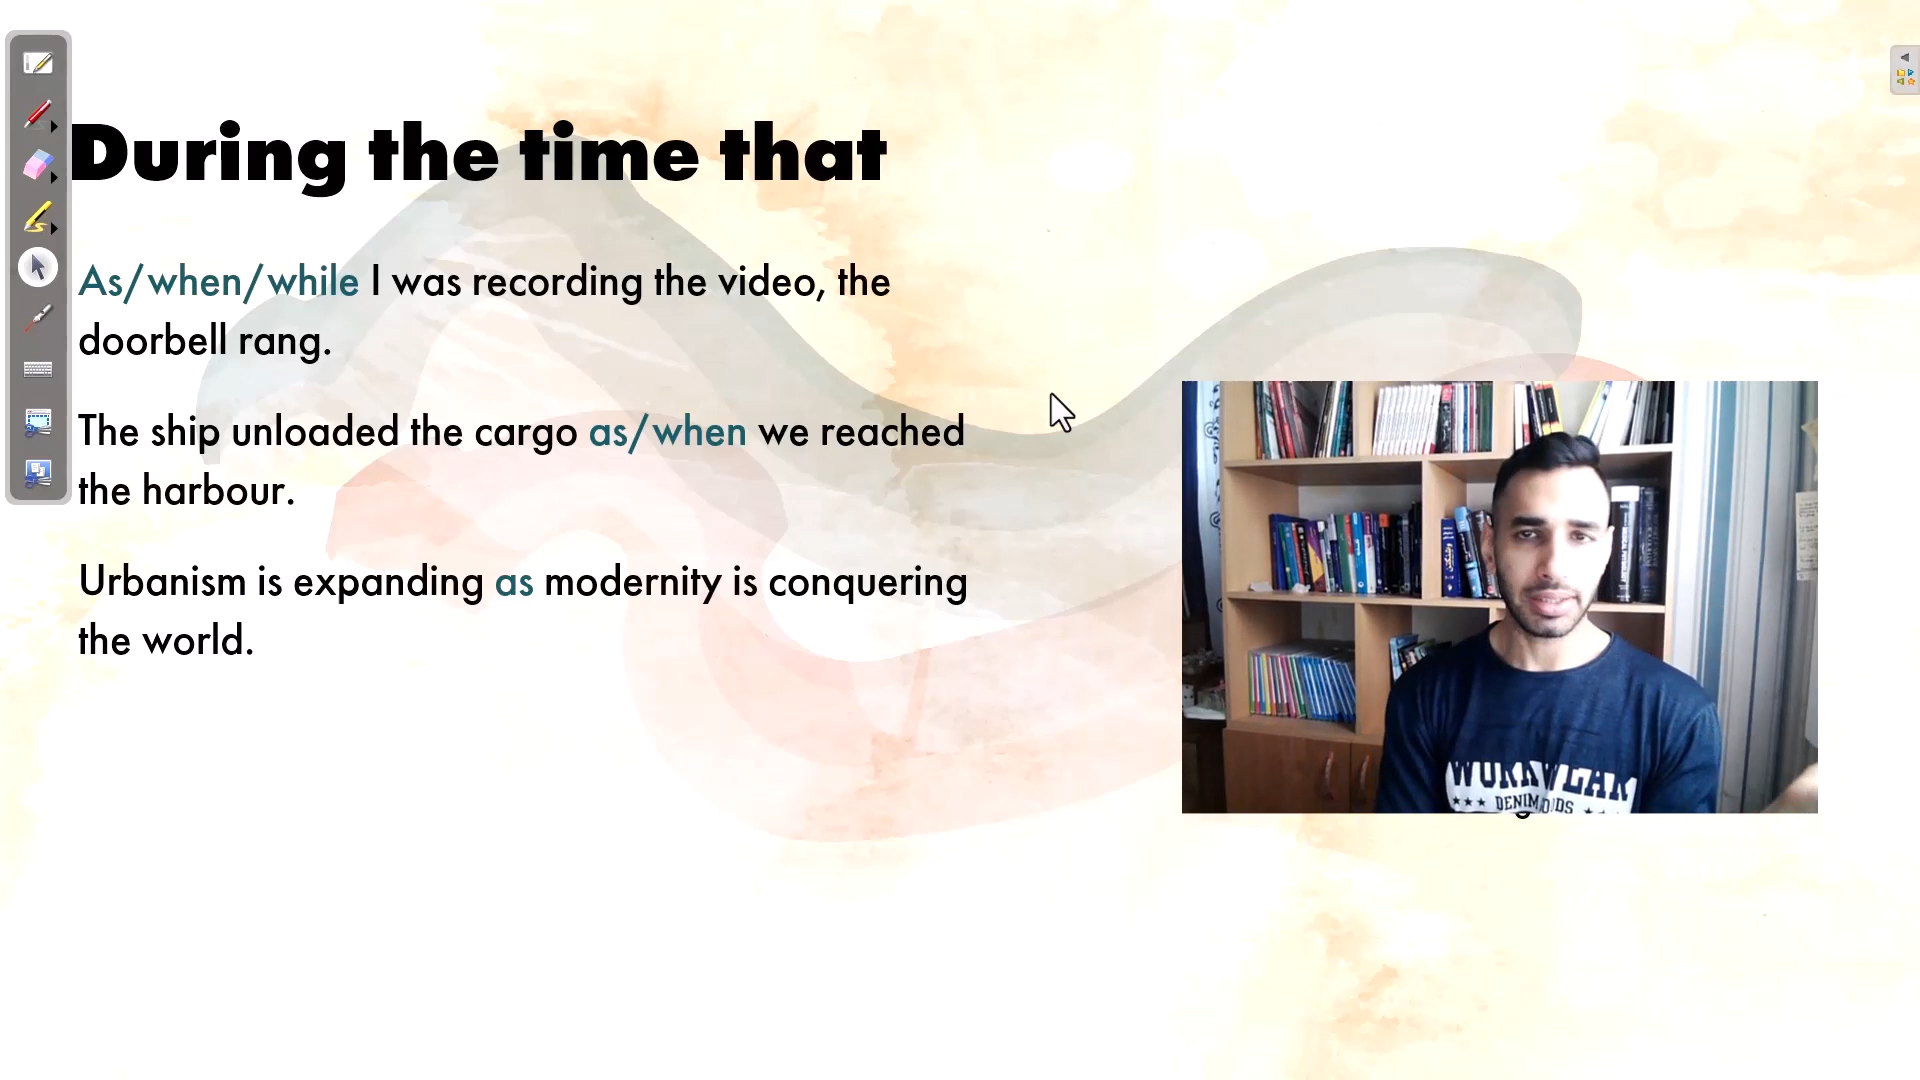 During the time that
As/when/while I was recording the video, the
doorbell rang.
The ship unloaded the cargo as/when we reached
the harbour.
Urbanism is expanding as modernity is conquering
the world.
WORKWEAR